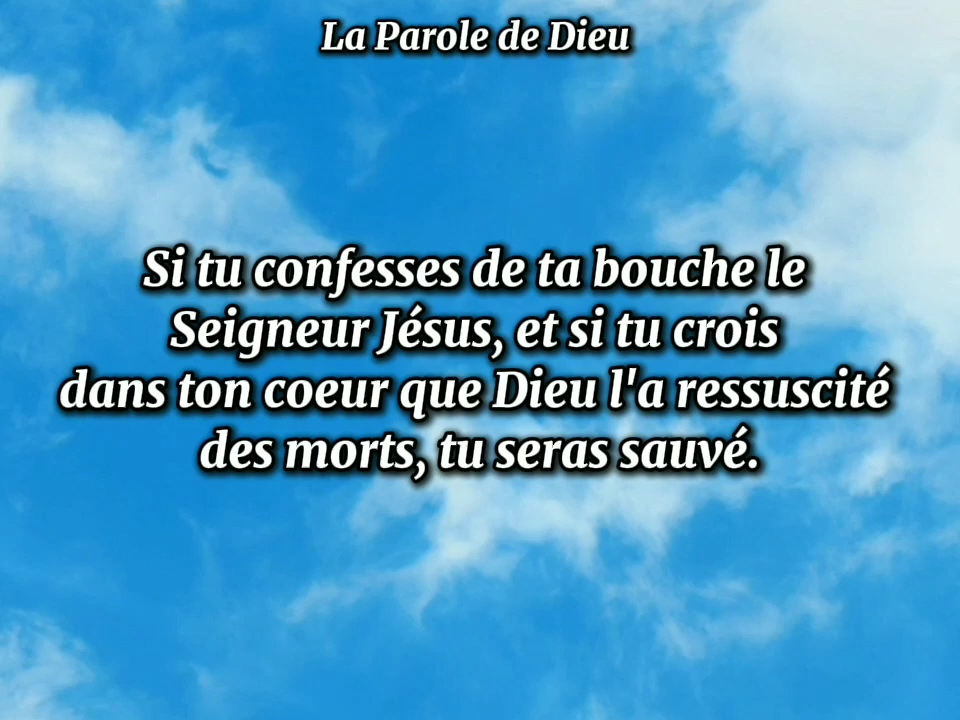 La Parole de Dieu
Si tu confesses de ta bouche le
Seigneur Jésus, et si tu crois
dans ton coeur que Dieu l'a ressuscité
des morts, tu seras sauvé.